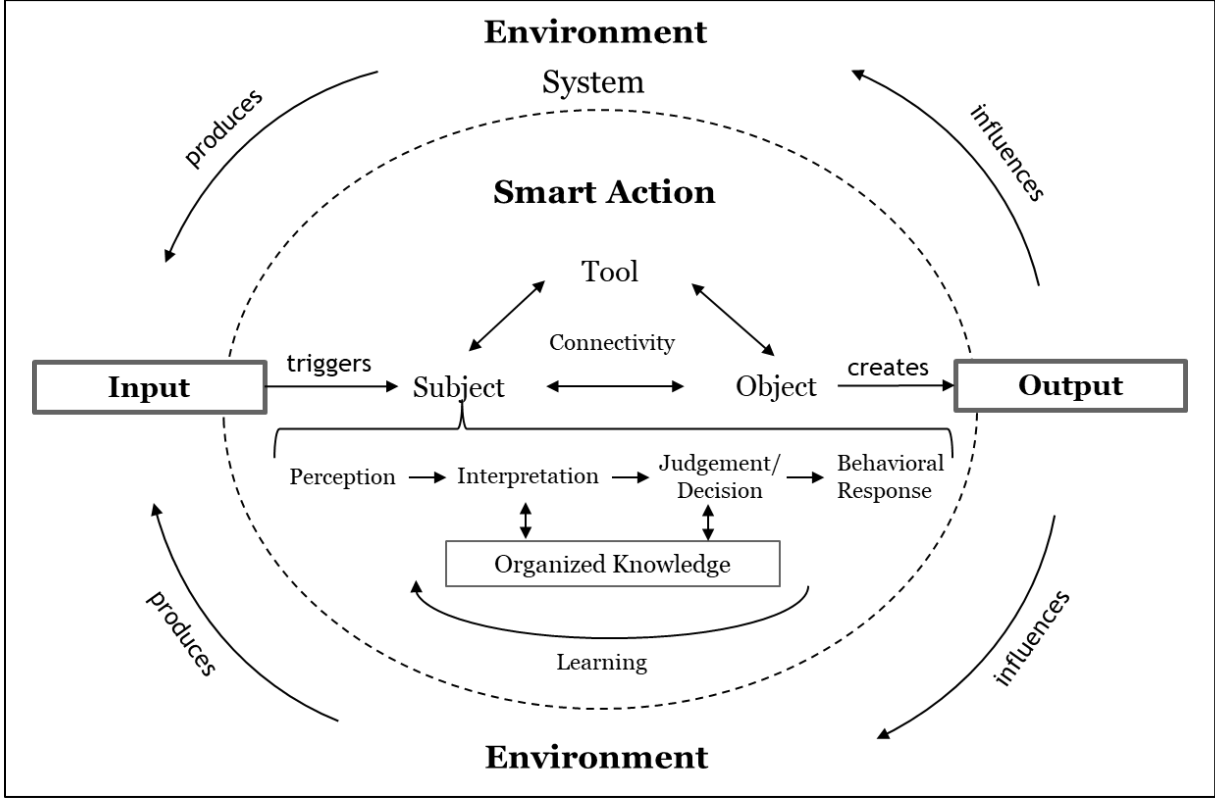 Environment
System
produces
influences
Smart Action
Tool
Connectivity
Input
triggers
Subject
Object
creates
Output
Perception
Interpretation
Judgement/
Decision
Behavioral
Response
Organized Knowledge
Learning
produces
influences
Environment